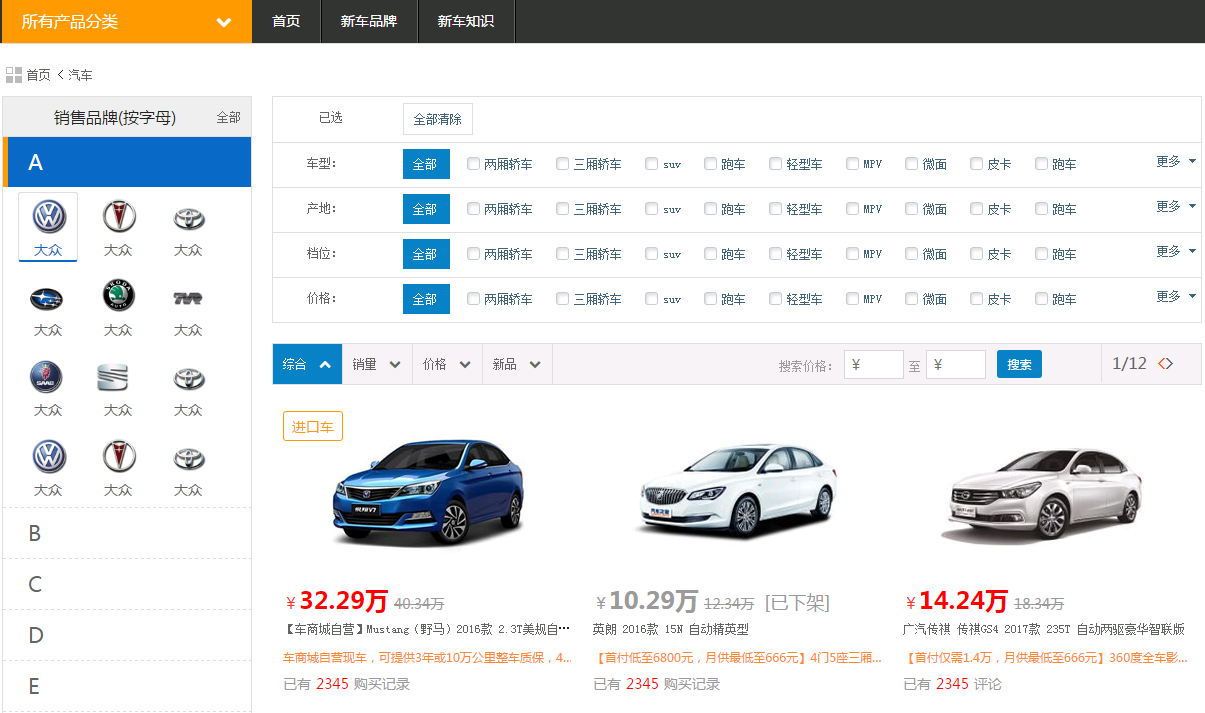 所有产品分类 首页 新车品牌 新车知识
首页 < 汽车
销售品牌(按字母) 全部
A
大众 大众 大众
大众 大众 大众
SKODA
TVR
大众 大众 大众
SAAB
大众 大众 大众
B
C
D
E
已选 全部清除
车型: 全部 两厢轿车 三厢轿车 suv 跑车 轻型车 MPV 微面 皮卡 跑车 更多
产地: 全部 两厢轿车 三厢轿车 suv 跑车 轻型车 MPV 微面 皮卡 跑车 更多
档位: 全部 两厢轿车 三厢轿车 suv 跑车 轻型车 MPV 微面 皮卡 跑车 更多
价格: 全部 两厢轿车 三厢轿车 suv 跑车 轻型车 MPV 微面 皮卡 跑车 更多
综合 销量 价格 新品 搜索价格: ¥ 至 ¥ 搜索 1/12 <>
进口车
悦翔V7
汽车之家
¥32.29万 40.34万
【车商城自营】Mustang（野马）2016款 2.3T美规自···
车商城自营现车，可提供3年或10万公里整车质保，4...
已有 2345 购买记录
¥10.29万 12.34万 [已下架]
英朗 2016款 15N 自动精英型
【首付低至6800元，月供最低至666元】4门5座三厢...
已有 2345 购买记录
¥14.24万 18.34万
广汽传祺 传祺GS4 2017款 235T 自动两驱豪华智联版
【首付仅需1.4万，月供最低至666元】360度全车影...
已有 2345 评论